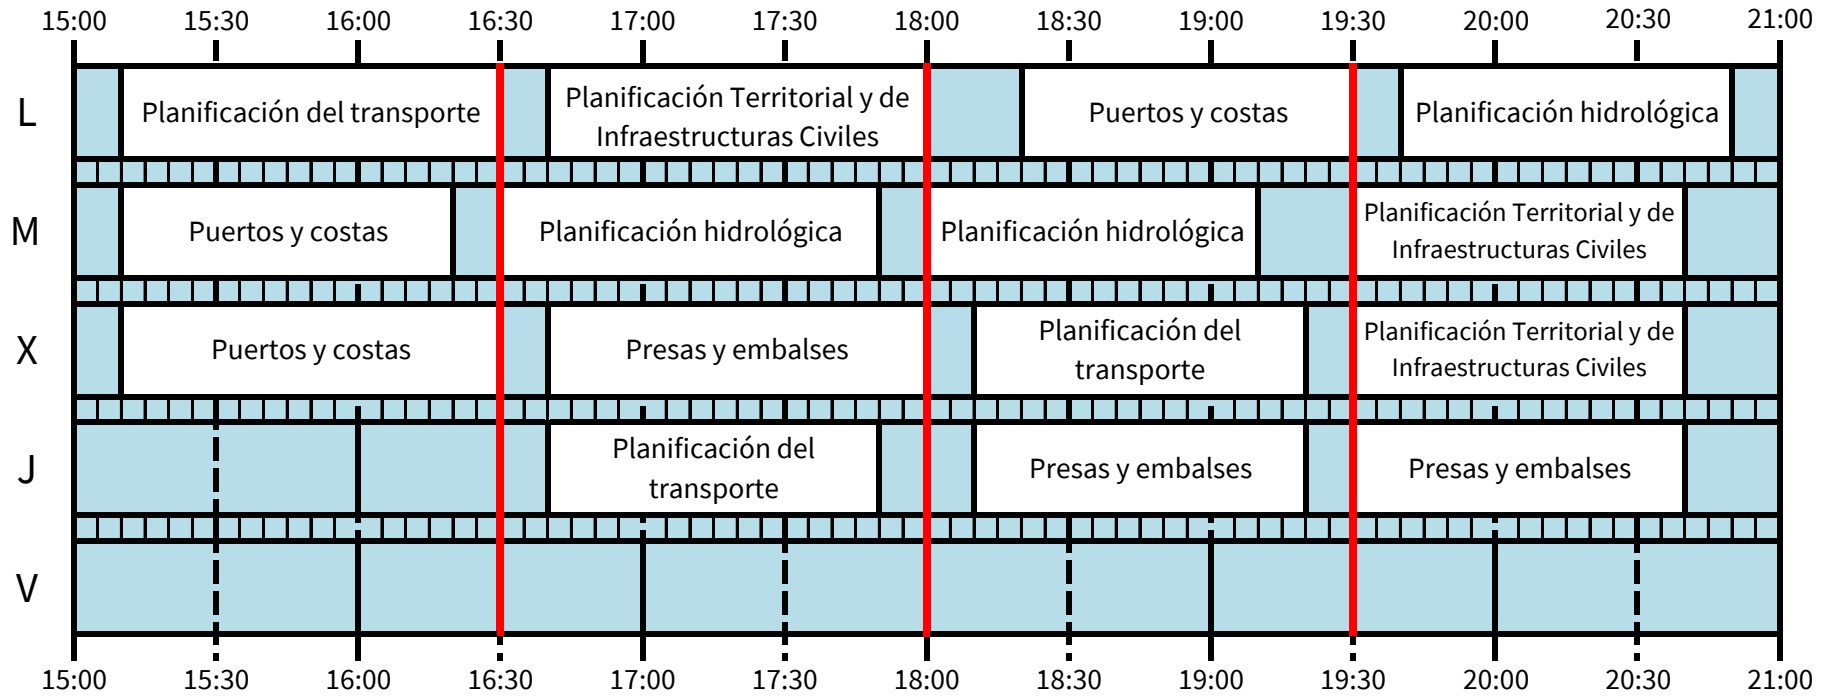 15:00 15:30 16:00 16:30 17:00 17:30 18:00 18:30 19:00 19:30 20:00 20:30 21:00
L
Planificación del transporte
Planificación Territorial y de
Infraestructuras Civiles
Puertos y costas
Planificación hidrológica
M
Puertos y costas
Planificación hidrológica
Planificación hidrológica
Planificación Territorial y de
Infraestructuras Civiles
X
Puertos y costas
Presas y embalses
Planificación del
transporte
Planificación Territorial y de
Infraestructuras Civiles
J
Planificación del
transporte
Presas y embalses
Presas y embalses
V
15:00 15:30 16:00 16:30 17:00 17:30 18:00 18:30 19:00 19:30 20:00 20:30 21:00